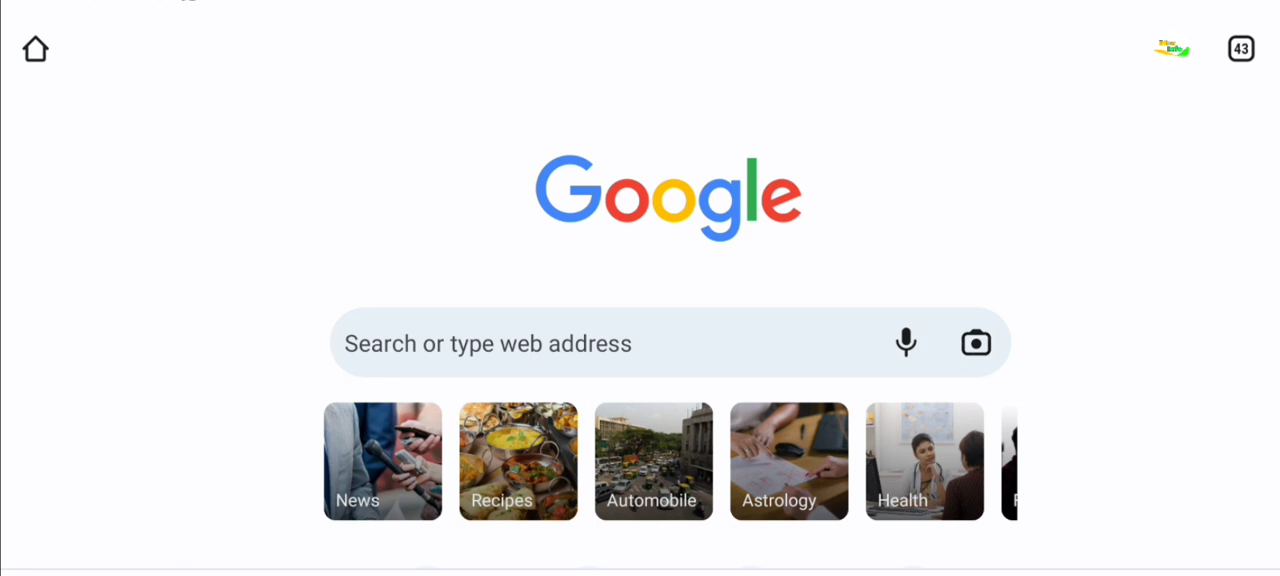 43
Google
Search or type web address
News
Recipes
Automobile
Astrology
Health